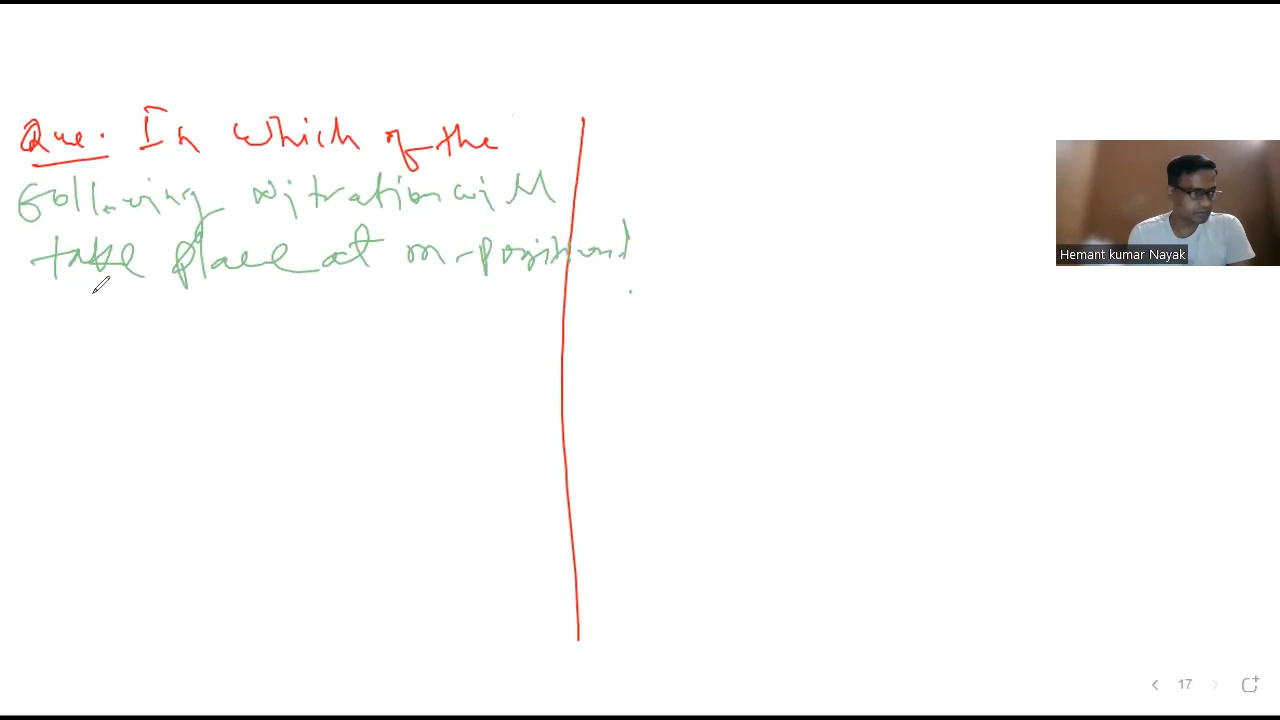 Que. In which of the
following nitration will
take place at m-position?
Hemant kumar Nayak
17